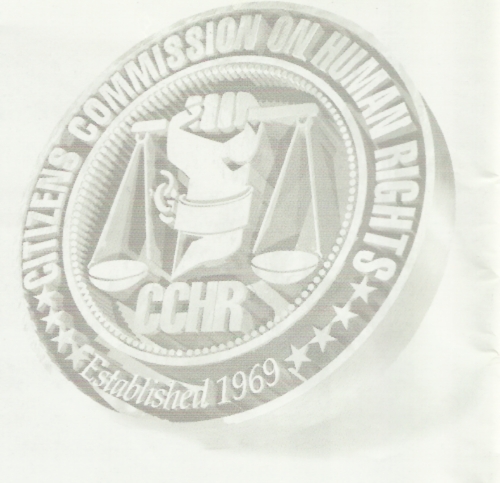 CITIZENS COMMISSION ON HUMAN RIGHTS
CCHR
Established 1969